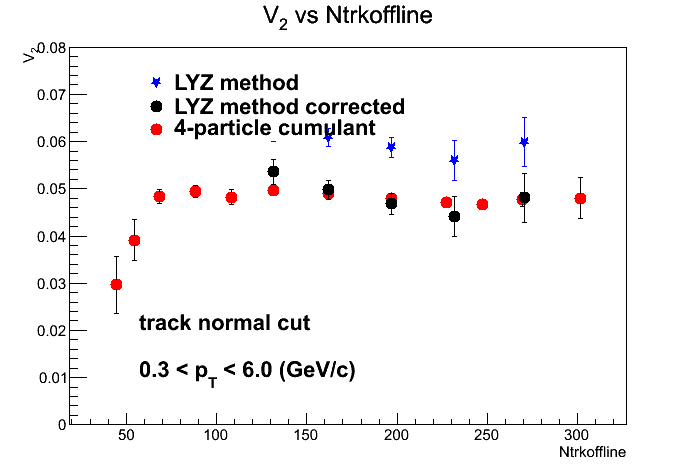 V2 vs Ntrkoffline
V2
0.08
0.07
0.06
0.05
0.04
0.03
0.02
0.01
0
LYZ method
LYZ method corrected
4-particle cumulant
track normal cut
0.3 < pT < 6.0 (GeV/c)
50 100 150 200 250 300
Ntrkoffline